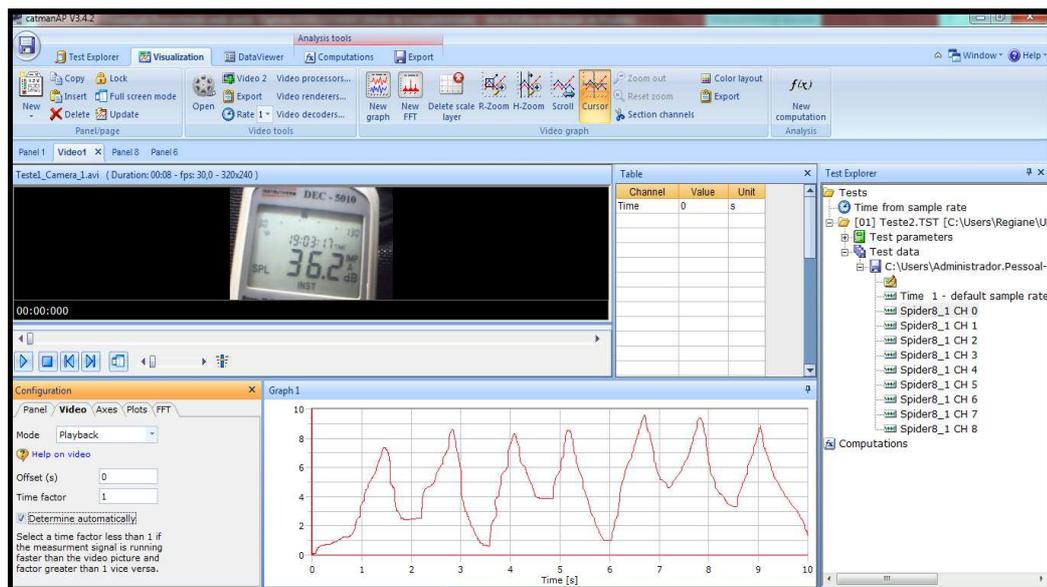 catmanAP V3.4.2
Analysis tools
Test Explorer Visualization DataViewer Computations Export
Window Help
New
Copy
Insert
Delete
Lock
Full screen mode
Update
Panel/page
Open
Video 2
Export
Rate 1
Video processors...
Video renderers...
Video decoders...
Video tools
New graph
New FFT
Delete scale layer
R-Zoom
H-Zoom
Scroll
Cursor
Zoom out
Reset zoom
Section channels
Color layout
Export
Video graph
f(x)
New computation
Analysis
Panel 1 Video1 X Panel 8 Panel 6
Teste1_Camera_1.avi ( Duration: 00:08 - fps: 30,0 - 320x240 )
DEC - 5010
130
19:03:17 TIME
SPL 36.2 dB
IMP
A
INST
00:00:000
Table
Channel Value Unit
Time 0 s
Test Explorer
Tests
Time from sample rate
[01] Teste2.TST [C:\Users\Regiane\U
Test parameters
Test data
C:\Users\Administrador.Pessoal-
Time 1 - default sample rate
Spider8_1 CH 0
Spider8_1 CH 1
Spider8_1 CH 2
Spider8_1 CH 3
Spider8_1 CH 4
Spider8_1 CH 5
Spider8_1 CH 6
Spider8_1 CH 7
Spider8_1 CH 8
Computations
Configuration
Panel Video Axes Plots FFT
Mode Playback
Help on video
Offset (s) 0
Time factor 1
Determine automatically
Select a time factor less than 1 if
the measurment signal is running
faster than the video picture and
factor greater than 1 vice versa.
Graph 1
10
8
6
4
2
0
0 1 2 3 4 5 6 7 8 9 10
Time [s]